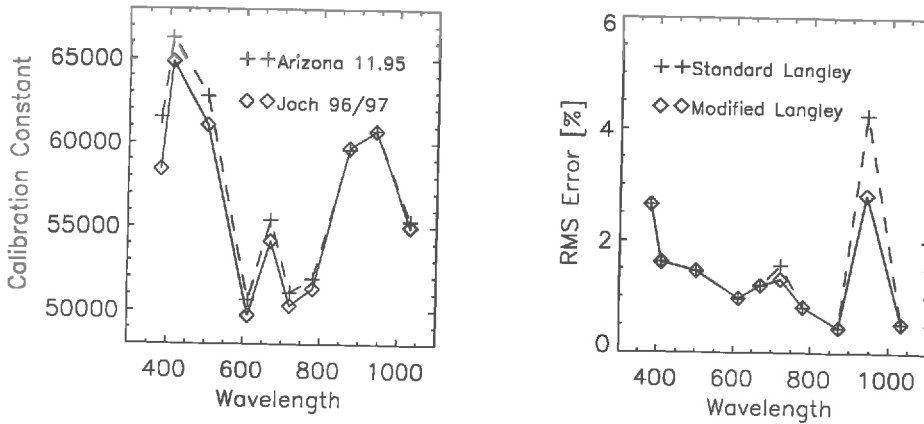 Calibration Constant
65000
60000
55000
50000
++Arizona 11.95
◇◇Joch 96/97
400 600 800 1000
Wavelength
RMS Error [%]
6
4
2
0
++Standard Langley
◇◇Modified Langley
400 600 800 1000
Wavelength